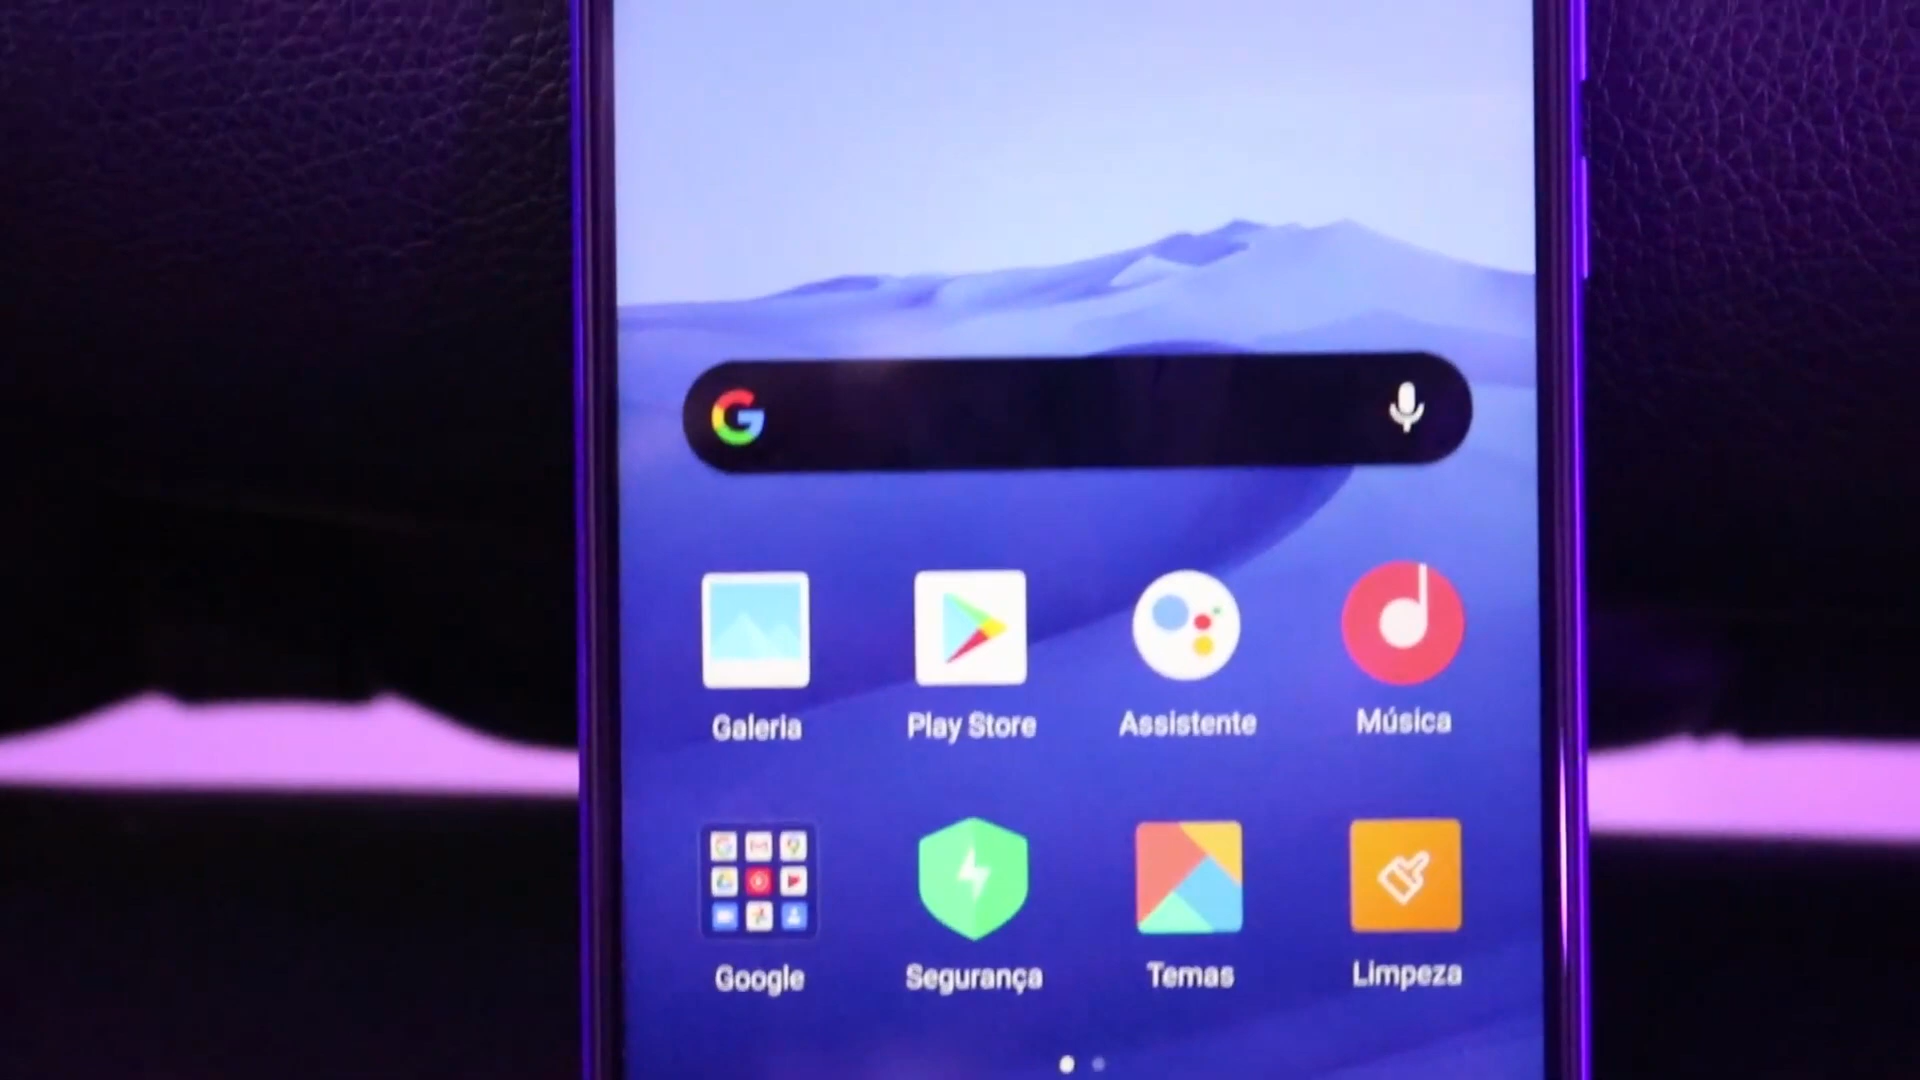 G
Galeria
Play Store
Assistente
Música
Google
Segurança
Temas
Limpeza